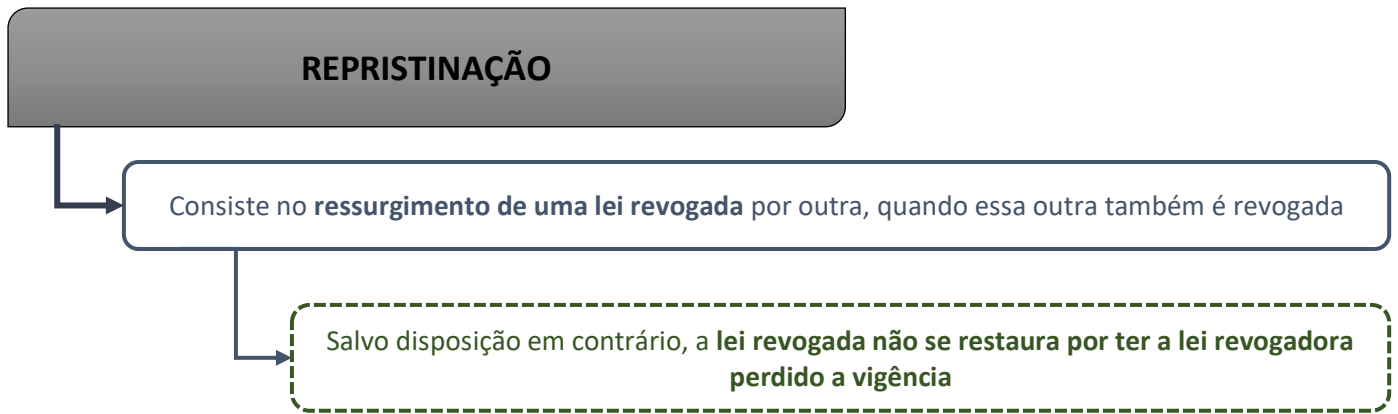 REPRISTINAÇÃO
Consiste no ressurgimento de uma lei revogada por outra, quando essa outra também é revogada
Salvo disposição em contrário, a lei revogada não se restaura por ter a lei revogadora
perdido a vigência